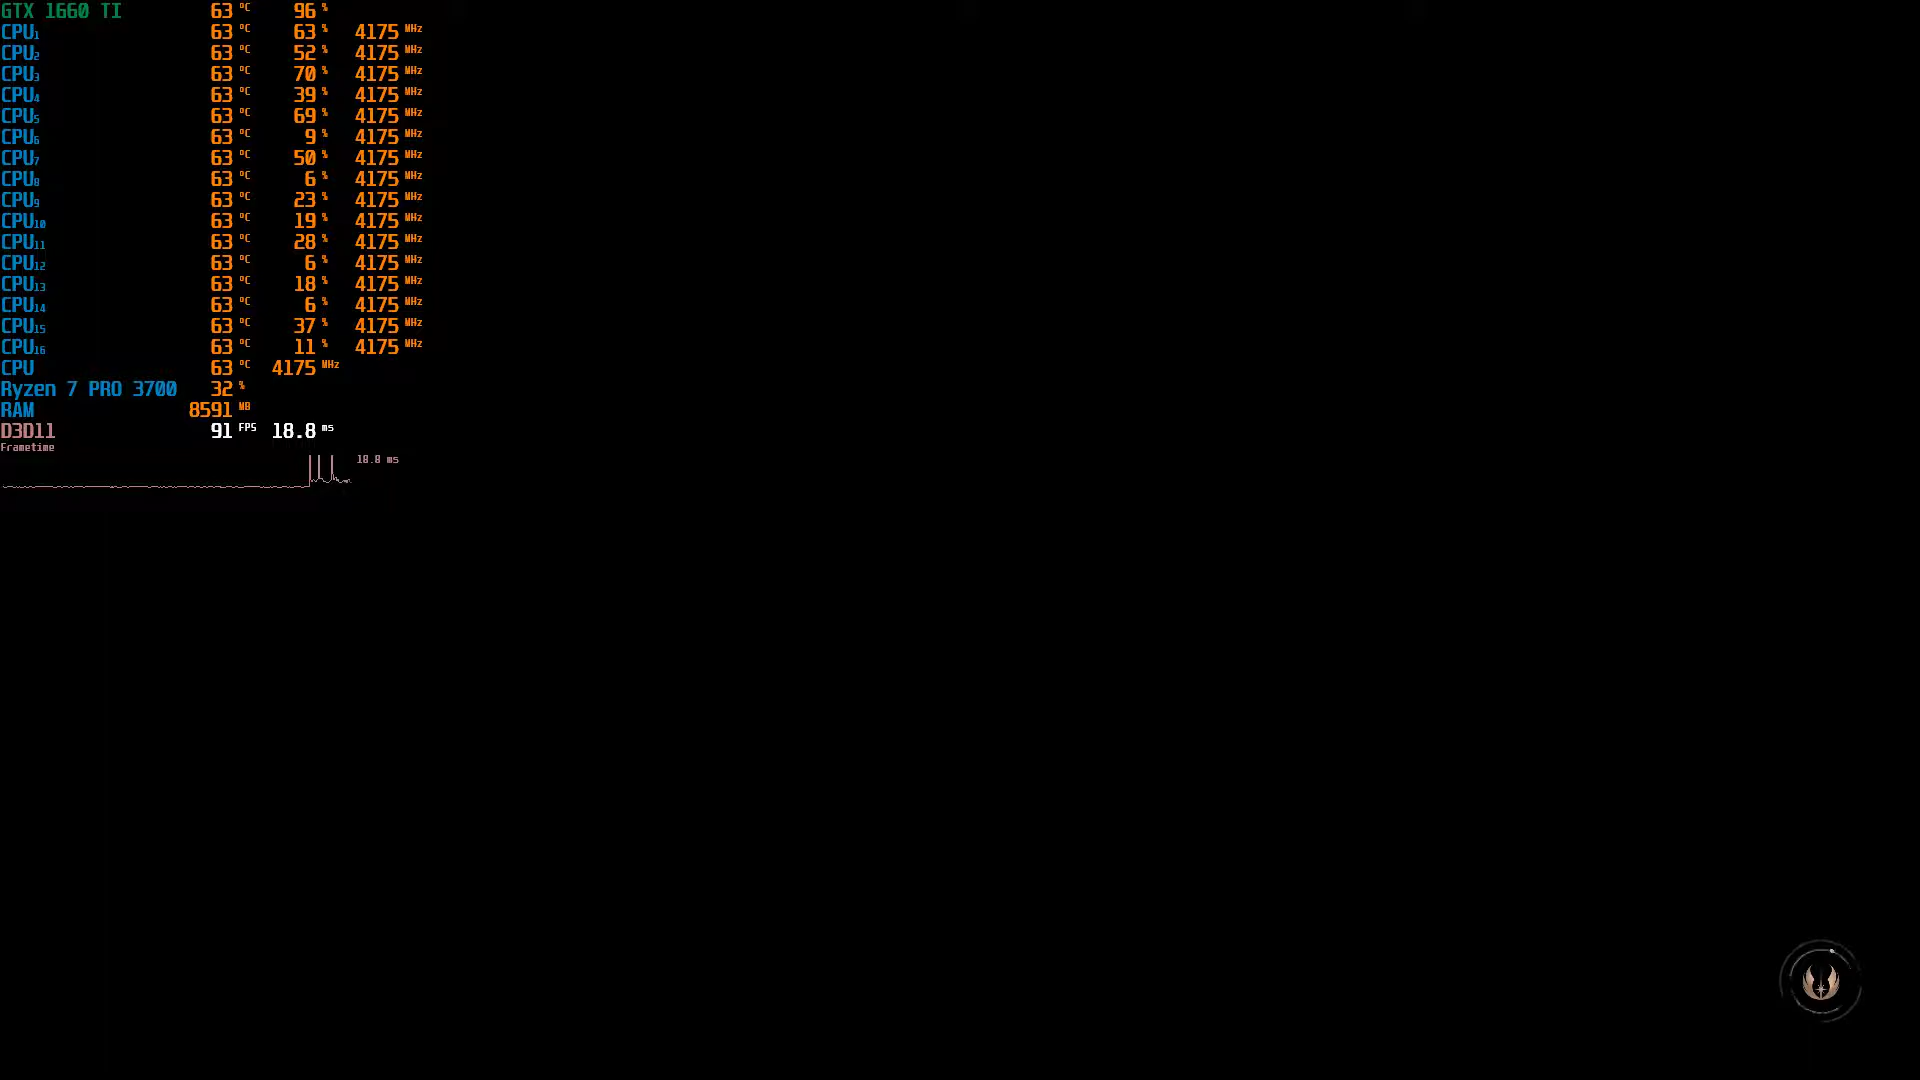 GTX 1660 TI 63 °C 96 %
CPU1 63 °C 63 % 4175 MHz
CPU2 63 °C 52 % 4175 MHz
CPU3 63 °C 70 % 4175 MHz
CPU4 63 °C 39 % 4175 MHz
CPU5 63 °C 69 % 4175 MHz
CPU6 63 °C 9 % 4175 MHz
CPU7 63 °C 50 % 4175 MHz
CPU8 63 °C 6 % 4175 MHz
CPU9 63 °C 23 % 4175 MHz
CPU10 63 °C 19 % 4175 MHz
CPU11 63 °C 28 % 4175 MHz
CPU12 63 °C 6 % 4175 MHz
CPU13 63 °C 18 % 4175 MHz
CPU14 63 °C 6 % 4175 MHz
CPU15 63 °C 37 % 4175 MHz
CPU16 63 °C 11 % 4175 MHz
CPU 63 °C 4175 MHz
Ryzen 7 PRO 3700 32 %
RAM 8591 MB
D3D11 91 FPS 18.8 ms
Frametime
18.8 ms